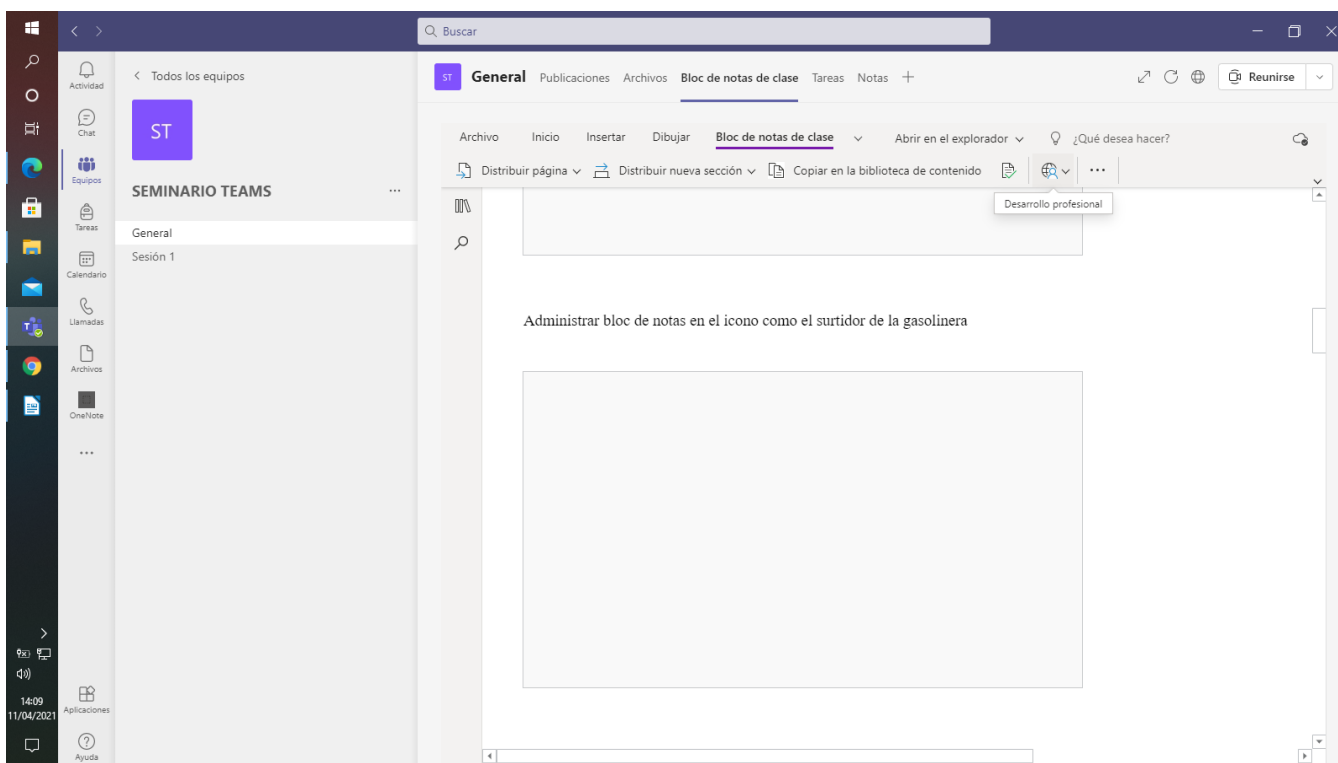 Buscar
Actividad
Chat
Equipos
Tareas
Calendario
Llamadas
Archivos
OneNote
Aplicaciones
Ayuda
14:09
11/04/2021
Todos los equipos
ST
SEMINARIO TEAMS
General
Sesión 1
ST General Publicaciones Archivos Bloc de notas de clase Tareas Notas Reunirse
Archivo Inicio Insertar Dibujar Bloc de notas de clase Abrir en el explorador ¿Qué desea hacer?
Distribuir página Distribuir nueva sección Copiar en la biblioteca de contenido
Desarrollo profesional
Administrar bloc de notas en el icono como el surtidor de la gasolinera